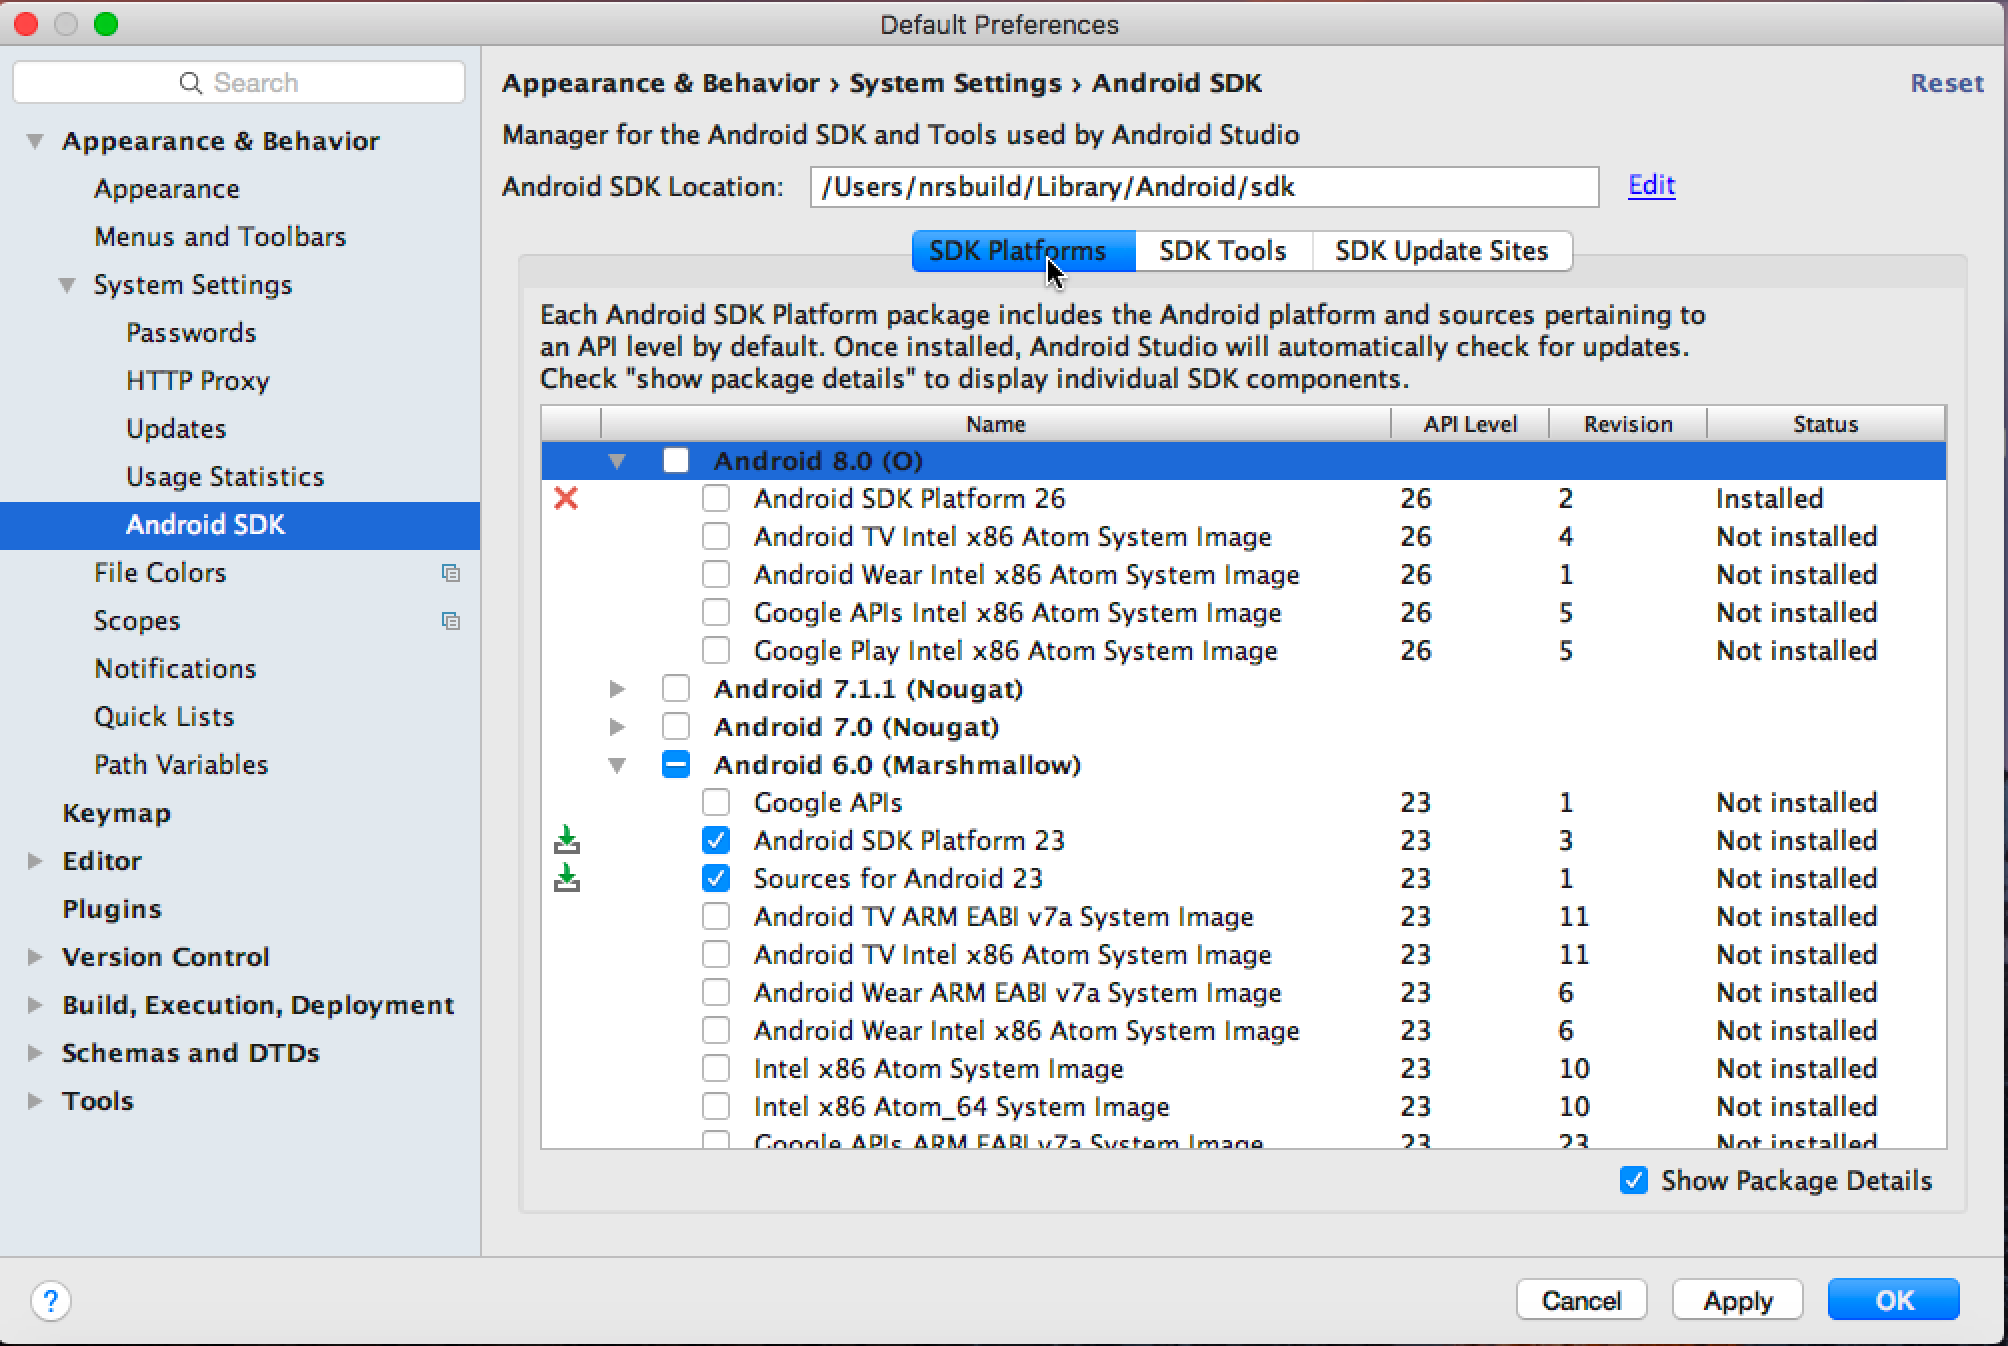 Default Preferences
Search
Appearance & Behavior
Appearance
Menus and Toolbars
System Settings
Passwords
HTTP Proxy
Updates
Usage Statistics
Android SDK
File Colors
Scopes
Notifications
Quick Lists
Path Variables
Keymap
Editor
Plugins
Version Control
Build, Execution, Deployment
Schemas and DTDs
Tools
Appearance & Behavior › System Settings › Android SDK
Reset
Manager for the Android SDK and Tools used by Android Studio
Android SDK Location: /Users/nrsbuild/Library/Android/sdk Edit
SDK Platforms SDK Tools SDK Update Sites
Each Android SDK Platform package includes the Android platform and sources pertaining to
an API level by default. Once installed, Android Studio will automatically check for updates.
Check "show package details" to display individual SDK components.
Name API Level Revision Status
Android 8.0 (O)
Android SDK Platform 26 26 2 Installed
Android TV Intel x86 Atom System Image 26 4 Not installed
Android Wear Intel x86 Atom System Image 26 1 Not installed
Google APIs Intel x86 Atom System Image 26 5 Not installed
Google Play Intel x86 Atom System Image 26 5 Not installed
Android 7.1.1 (Nougat)
Android 7.0 (Nougat)
Android 6.0 (Marshmallow)
Google APIs 23 1 Not installed
Android SDK Platform 23 23 3 Not installed
Sources for Android 23 23 1 Not installed
Android TV ARM EABI v7a System Image 23 11 Not installed
Android TV Intel x86 Atom System Image 23 11 Not installed
Android Wear ARM EABI v7a System Image 23 6 Not installed
Android Wear Intel x86 Atom System Image 23 6 Not installed
Intel x86 Atom System Image 23 10 Not installed
Intel x86 Atom_64 System Image 23 10 Not installed
Google APIs ARM EABI v7a System Image 23 23 Not installed
Show Package Details
?
Cancel Apply OK